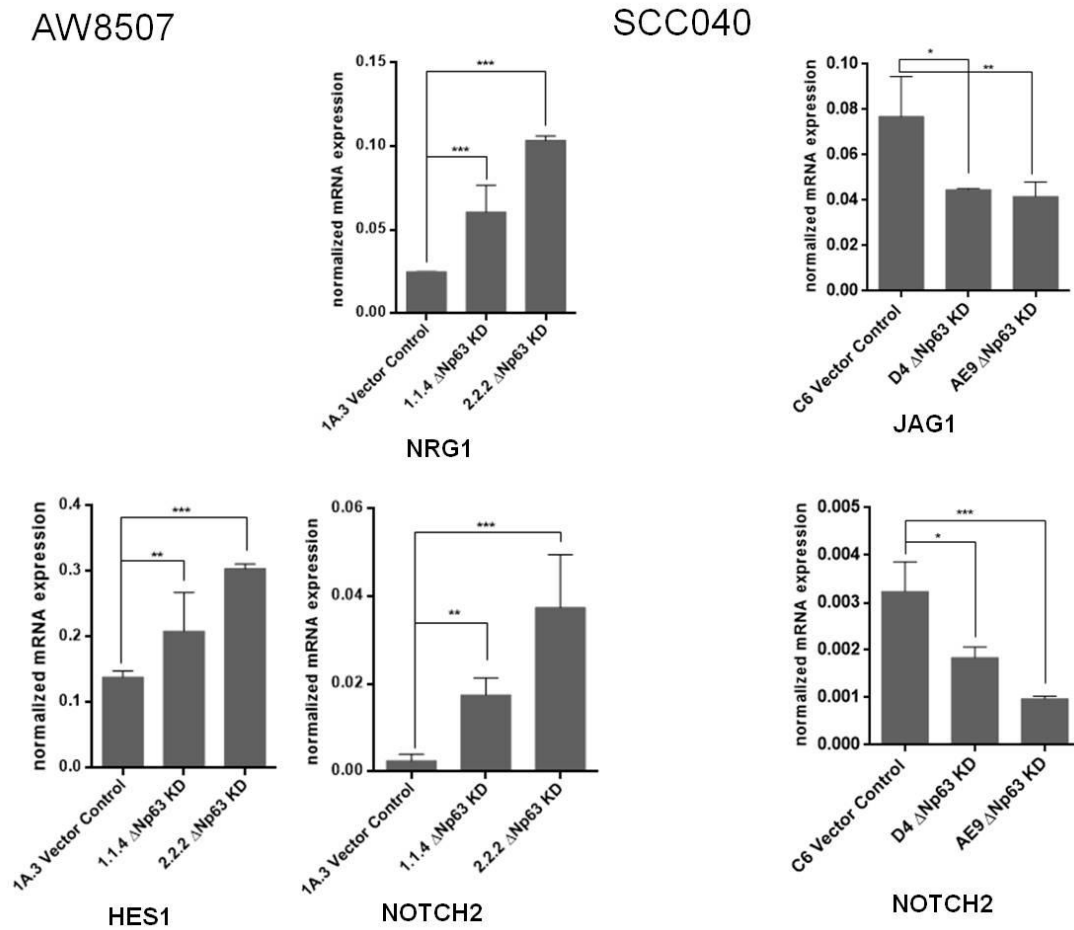 AW8507
SCC040
normalized mRNA expression
0.15
0.10
0.05
0.00
***
***
1A.3 Vector Control
1.1.4 ΔNp63 KD
2.2.2 ΔNp63 KD
NRG1
normalized mRNA expression
0.10
0.08
0.06
0.04
0.02
0.00
*
**
C6 Vector Control
D4 ΔNp63 KD
AE9 ΔNp63 KD
JAG1
normalized mRNA expression
0.4
0.3
0.2
0.1
0.0
***
**
1A.3 Vector Control
1.1.4 ΔNp63 KD
2.2.2 ΔNp63 KD
HES1
normalized mRNA expression
0.06
0.04
0.02
0.00
***
**
1A.3 Vector Control
1.1.4 ΔNp63 KD
2.2.2 ΔNp63 KD
NOTCH2
normalized mRNA expression
0.005
0.004
0.003
0.002
0.001
0.000
***
*
C6 Vector Control
D4 ΔNp63 KD
AE9 ΔNp63 KD
NOTCH2